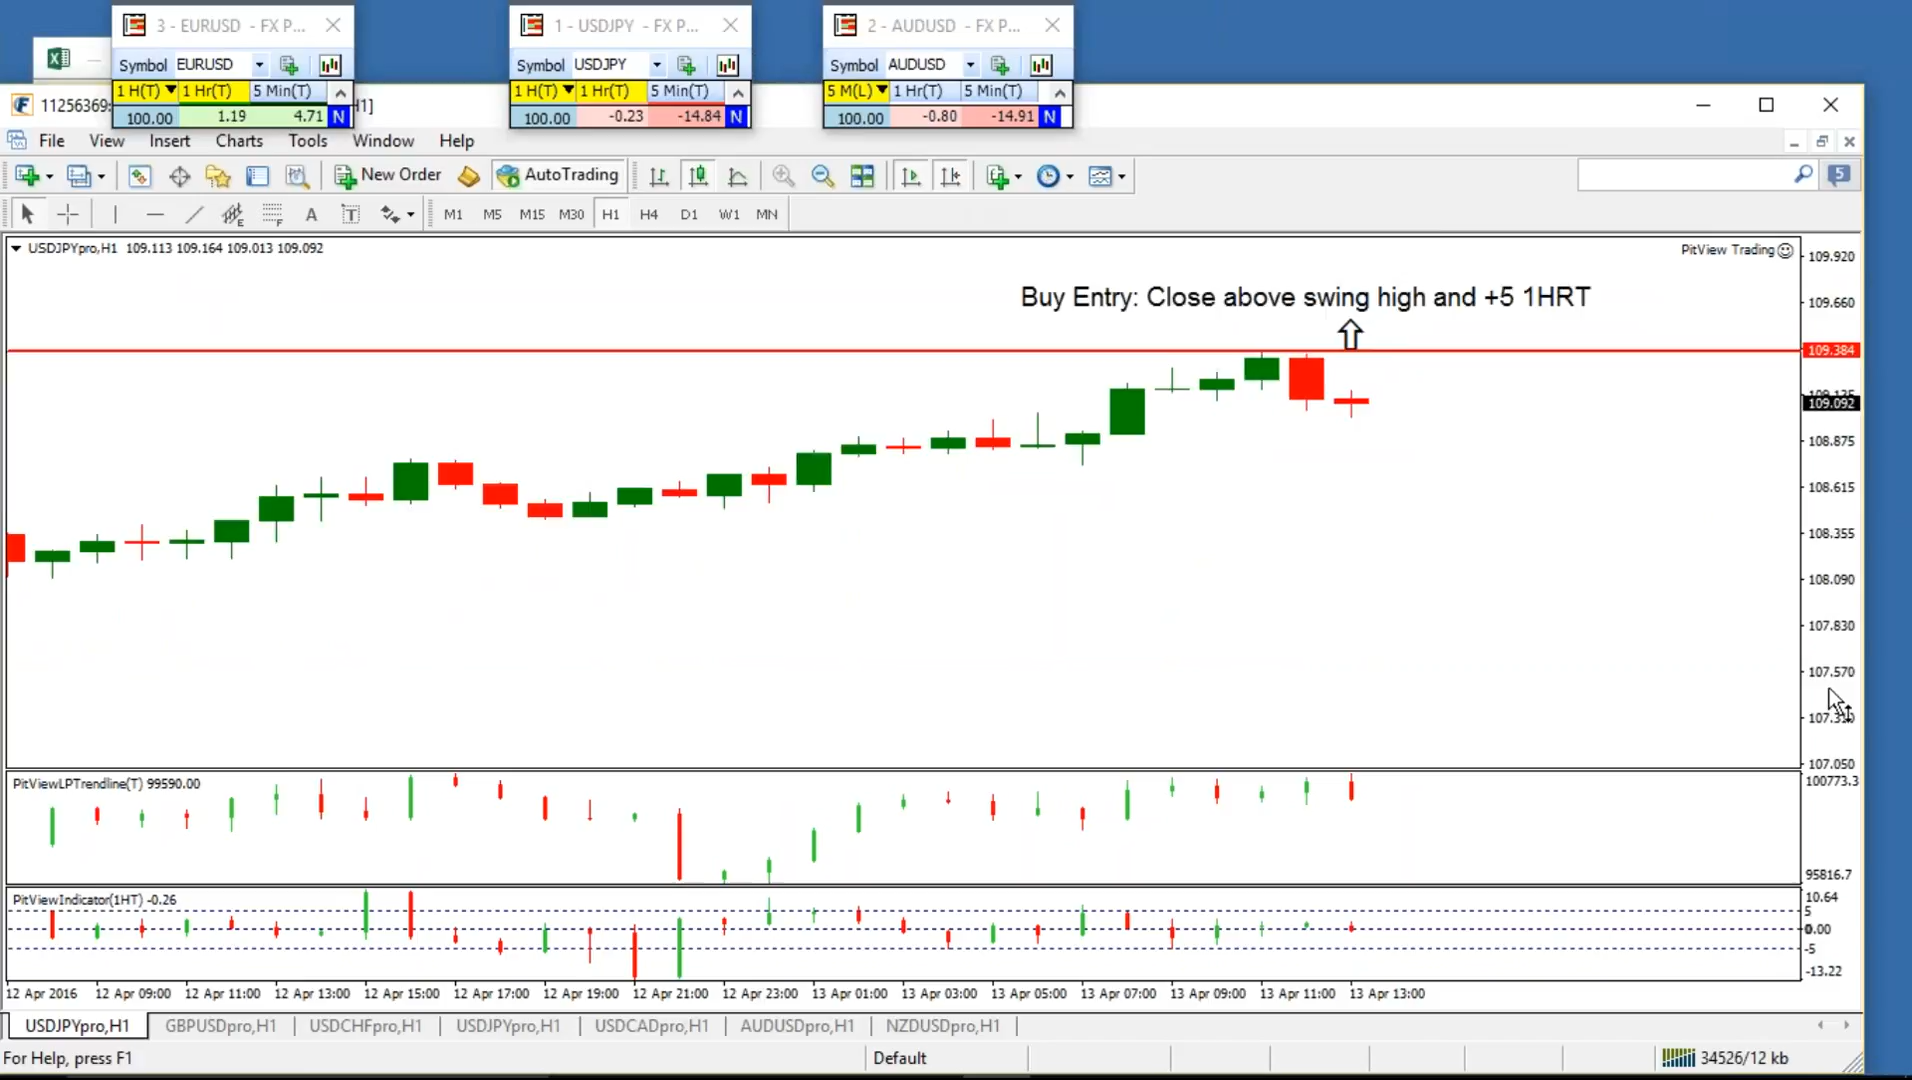 3 - EURUSD - FX P...
1 - USDJPY - FX P...
2 - AUDUSD - FX P...
Symbol EURUSD
Symbol USDJPY
Symbol AUDUSD
1 H(T) 1 Hr(T) 5 Min(T)
1 H(T) 1 Hr(T) 5 Min(T)
5 M(L) 1 Hr(T) 5 Min(T)
100.00 1.19 4.71 N
100.00 -0.23 -14.84 N
100.00 -0.80 -14.91 N
11256369: H1]
File View Insert Charts Tools Window Help
New Order AutoTrading 5
A T M1 M5 M15 M30 H1 H4 D1 W1 MN
USDJPYpro,H1 109.113 109.164 109.013 109.092
PitView Trading
Buy Entry: Close above swing high and +5 1HRT
109.920
109.660
109.384
109.092
108.875
108.615
108.355
108.090
107.830
107.570
107.050
PitViewLPTrendline(T) 99590.00
100773.3
95816.7
PitViewIndicator(1HT) -0.26
10.64
5
0.00
-5
-13.22
12 Apr 2016 12 Apr 09:00 12 Apr 11:00 12 Apr 13:00 12 Apr 15:00 12 Apr 17:00 12 Apr 19:00 12 Apr 21:00 12 Apr 23:00 13 Apr 01:00 13 Apr 03:00 13 Apr 05:00 13 Apr 07:00 13 Apr 09:00 13 Apr 11:00 13 Apr 13:00
USDJPYpro,H1 GBPUSDpro,H1 USDCHFpro,H1 USDJPYpro,H1 USDCADpro,H1 AUDUSDpro,H1 NZDUSDpro,H1
For Help, press F1 Default 34526/12 kb